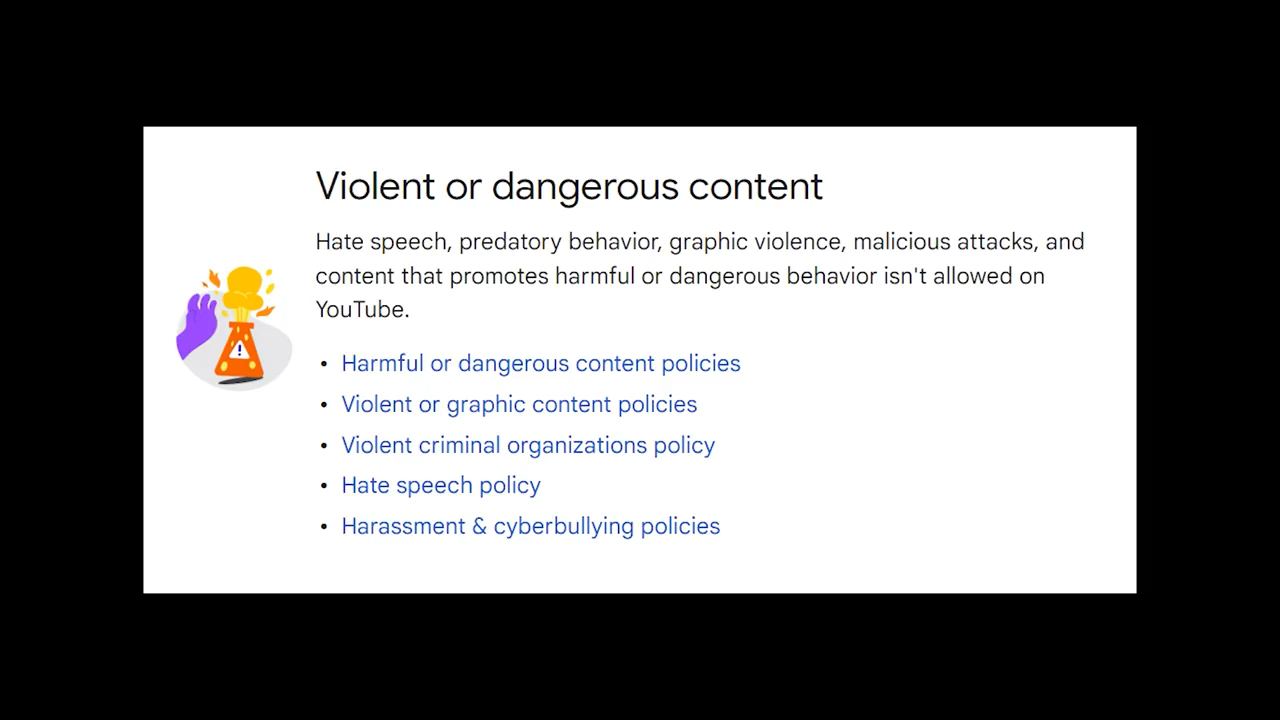 Violent or dangerous content
Hate speech, predatory behavior, graphic violence, malicious attacks, and
content that promotes harmful or dangerous behavior isn't allowed on
YouTube.
• Harmful or dangerous content policies
• Violent or graphic content policies
• Violent criminal organizations policy
• Hate speech policy
• Harassment & cyberbullying policies